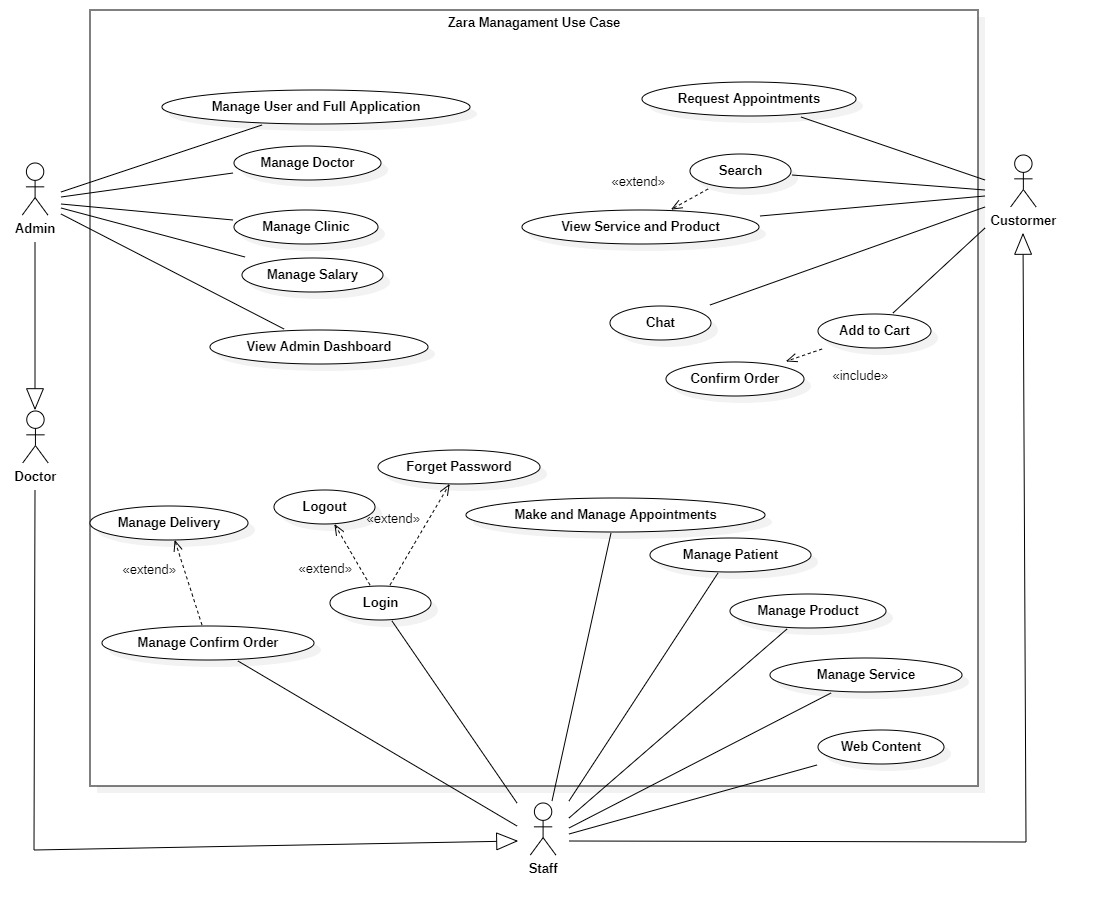 Zara Managament Use Case
Manage User and Full Application
Request Appointments
Manage Doctor
Search
«extend»
Admin
Custormer
Manage Clinic
View Service and Product
Manage Salary
Chat
Add to Cart
View Admin Dashboard
Confirm Order
«include»
Doctor
Forget Password
Logout
«extend»
Manage Delivery
Make and Manage Appointments
Manage Patient
«extend»
«extend»
Login
Manage Product
Manage Confirm Order
Manage Service
Web Content
Staff